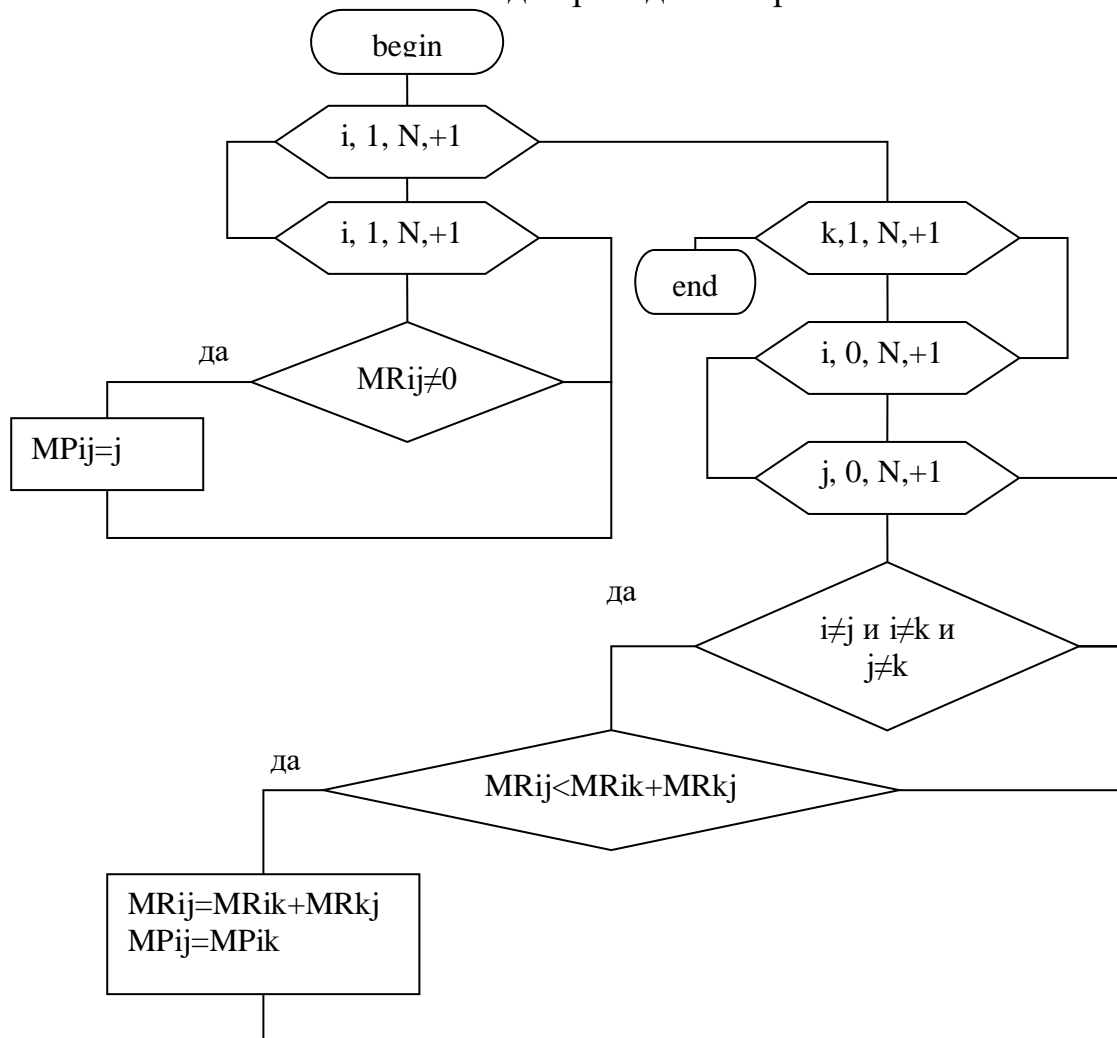 begin
i, 1, N,+1
i, 1, N,+1
k,1, N,+1
end
да
MRij≠0
i, 0, N,+1
MPij=j
j, 0, N,+1
да
i≠j и i≠k и
j≠k
да
MRij<MRik+MRkj
MRij=MRik+MRkj
MPij=MPik